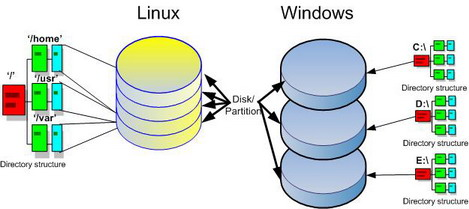 Linux
Windows
'/home'
'/'
'/usr'
'/var'
Directory structure
Disk/
Partition
C:\
Directory structure
D:\
Directory structure
E:\
Directory structure